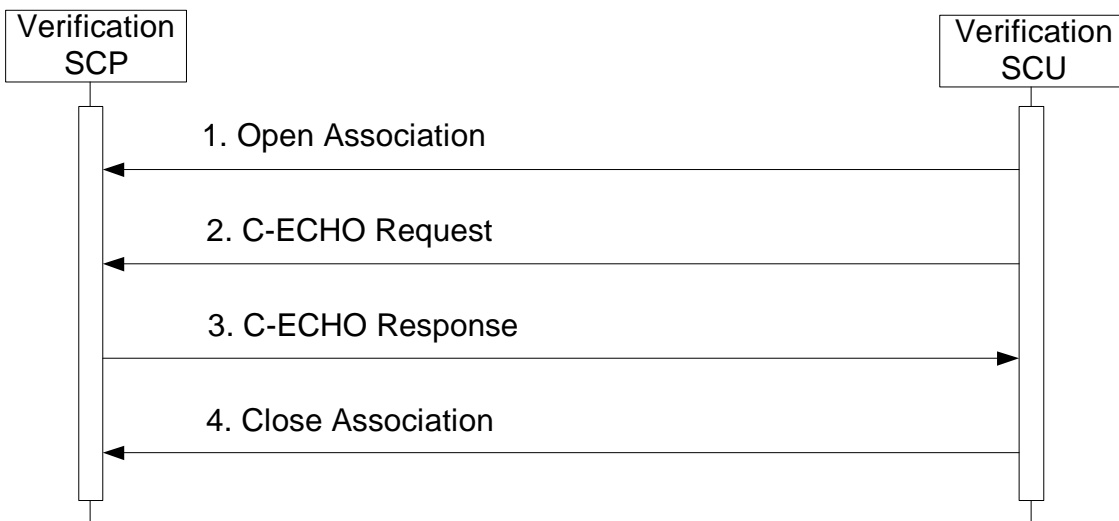 Verification
SCP
Verification
SCU
1. Open Association
2. C-ECHO Request
3. C-ECHO Response
4. Close Association